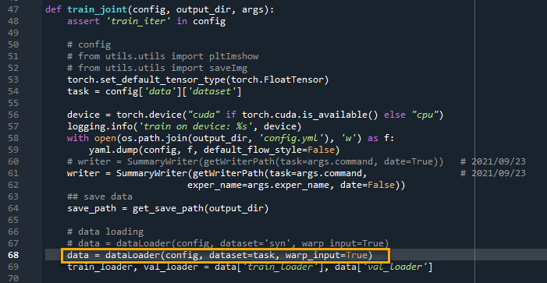 47 def train_joint(config, output_dir, args):
48     assert 'train_iter' in config
49
50     # config
51     # from utils.utils import pltImshow
52     # from utils.utils import saveImg
53     torch.set_default_tensor_type(torch.FloatTensor)
54     task = config['data']['dataset']
55
56     device = torch.device("cuda" if torch.cuda.is_available() else "cpu")
57     logging.info('train on device: %s', device)
58     with open(os.path.join(output_dir, 'config.yml'), 'w') as f:
59         yaml.dump(config, f, default_flow_style=False)
60     # writer = SummaryWriter(getWriterPath(task=args.command, date=True))   # 2021/09/23
61     writer = SummaryWriter(getWriterPath(task=args.command,                 # 2021/09/23
62                            exper_name=args.exper_name, date=False))
63     ## save data
64     save_path = get_save_path(output_dir)
65
66     # data loading
67     # data = dataLoader(config, dataset='syn', warp_input=True)
68     data = dataLoader(config, dataset=task, warp_input=True)
69     train_loader, val_loader = data['train_loader'], data['val_loader']
70